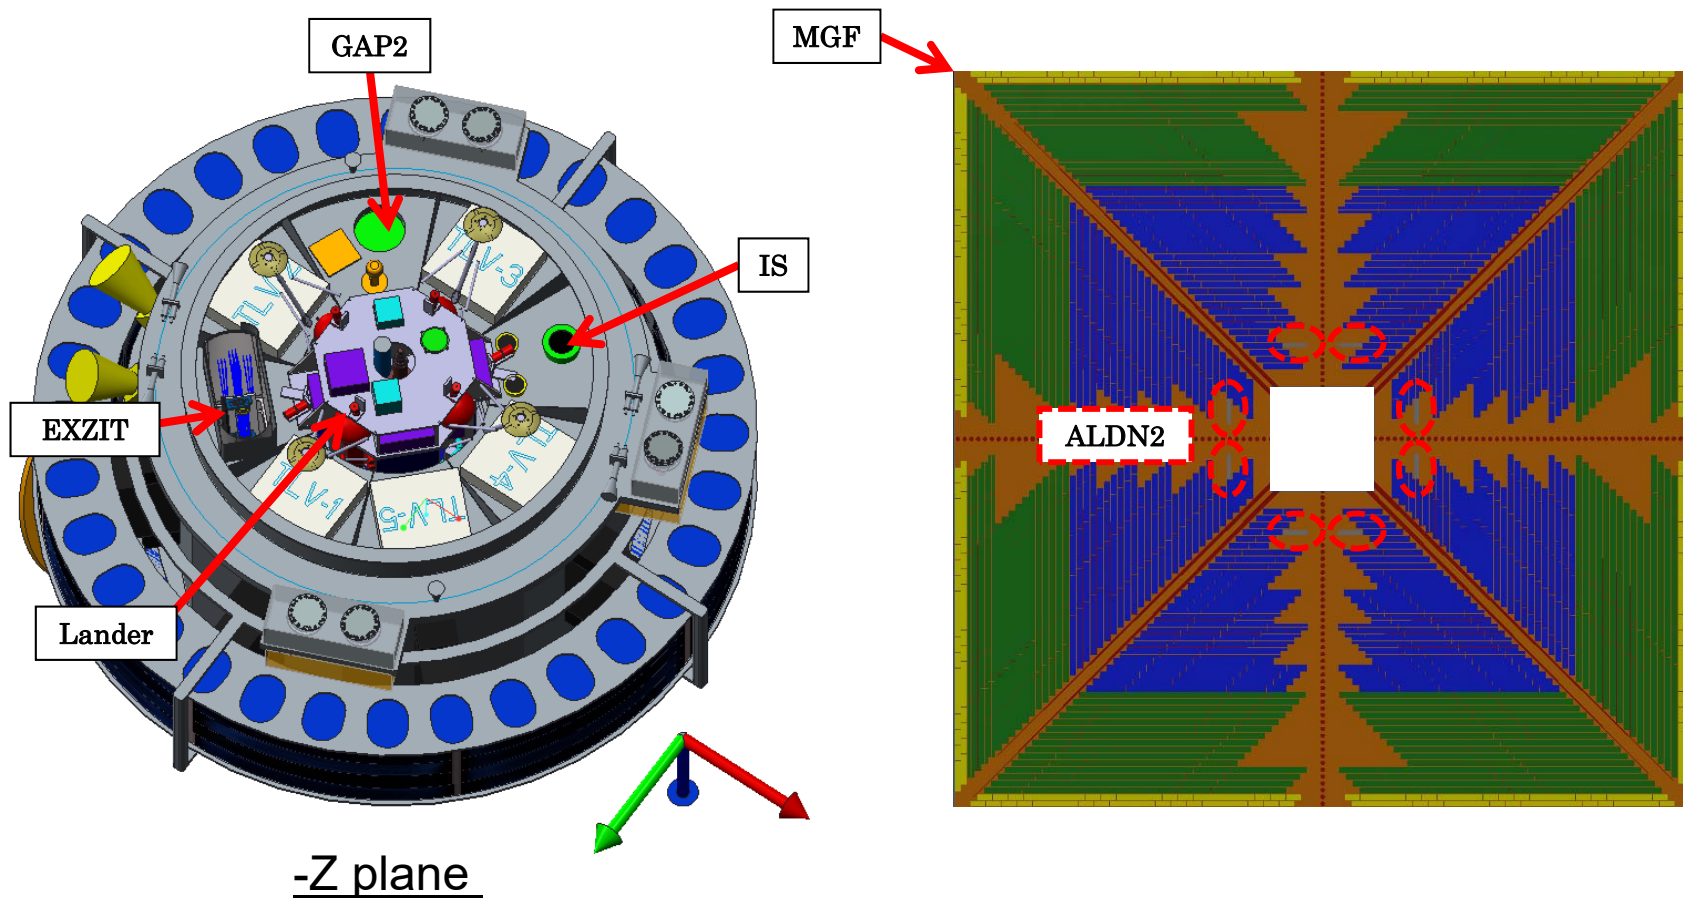 GAP2
MGF
IS
TLV-3
EXZIT
ALDN2
TLV-4
TLV-1
TLV-5
Lander
-Z plane